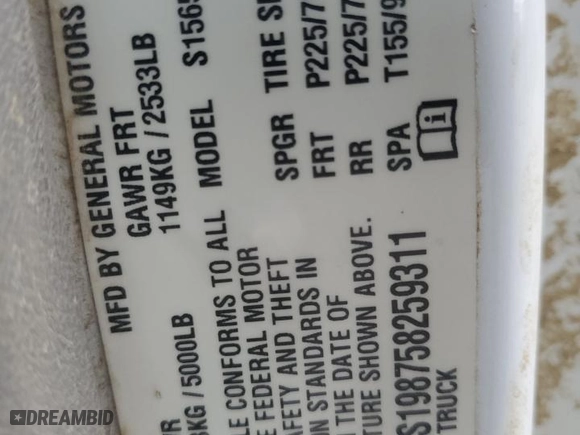 MFD BY GENERAL MOTORS
GAWR FRT
1149KG / 2533LB
KG / 5000LB
MODEL S156
LE CONFORMS TO ALL
E FEDERAL MOTOR
AFETY AND THEFT
ON STANDARDS IN
THE DATE OF
TURE SHOWN ABOVE.
SPGR TIRE
FRT P225/7
RR P225/7
SPA T155/9
S198758259311
TRUCK
DREAMBID